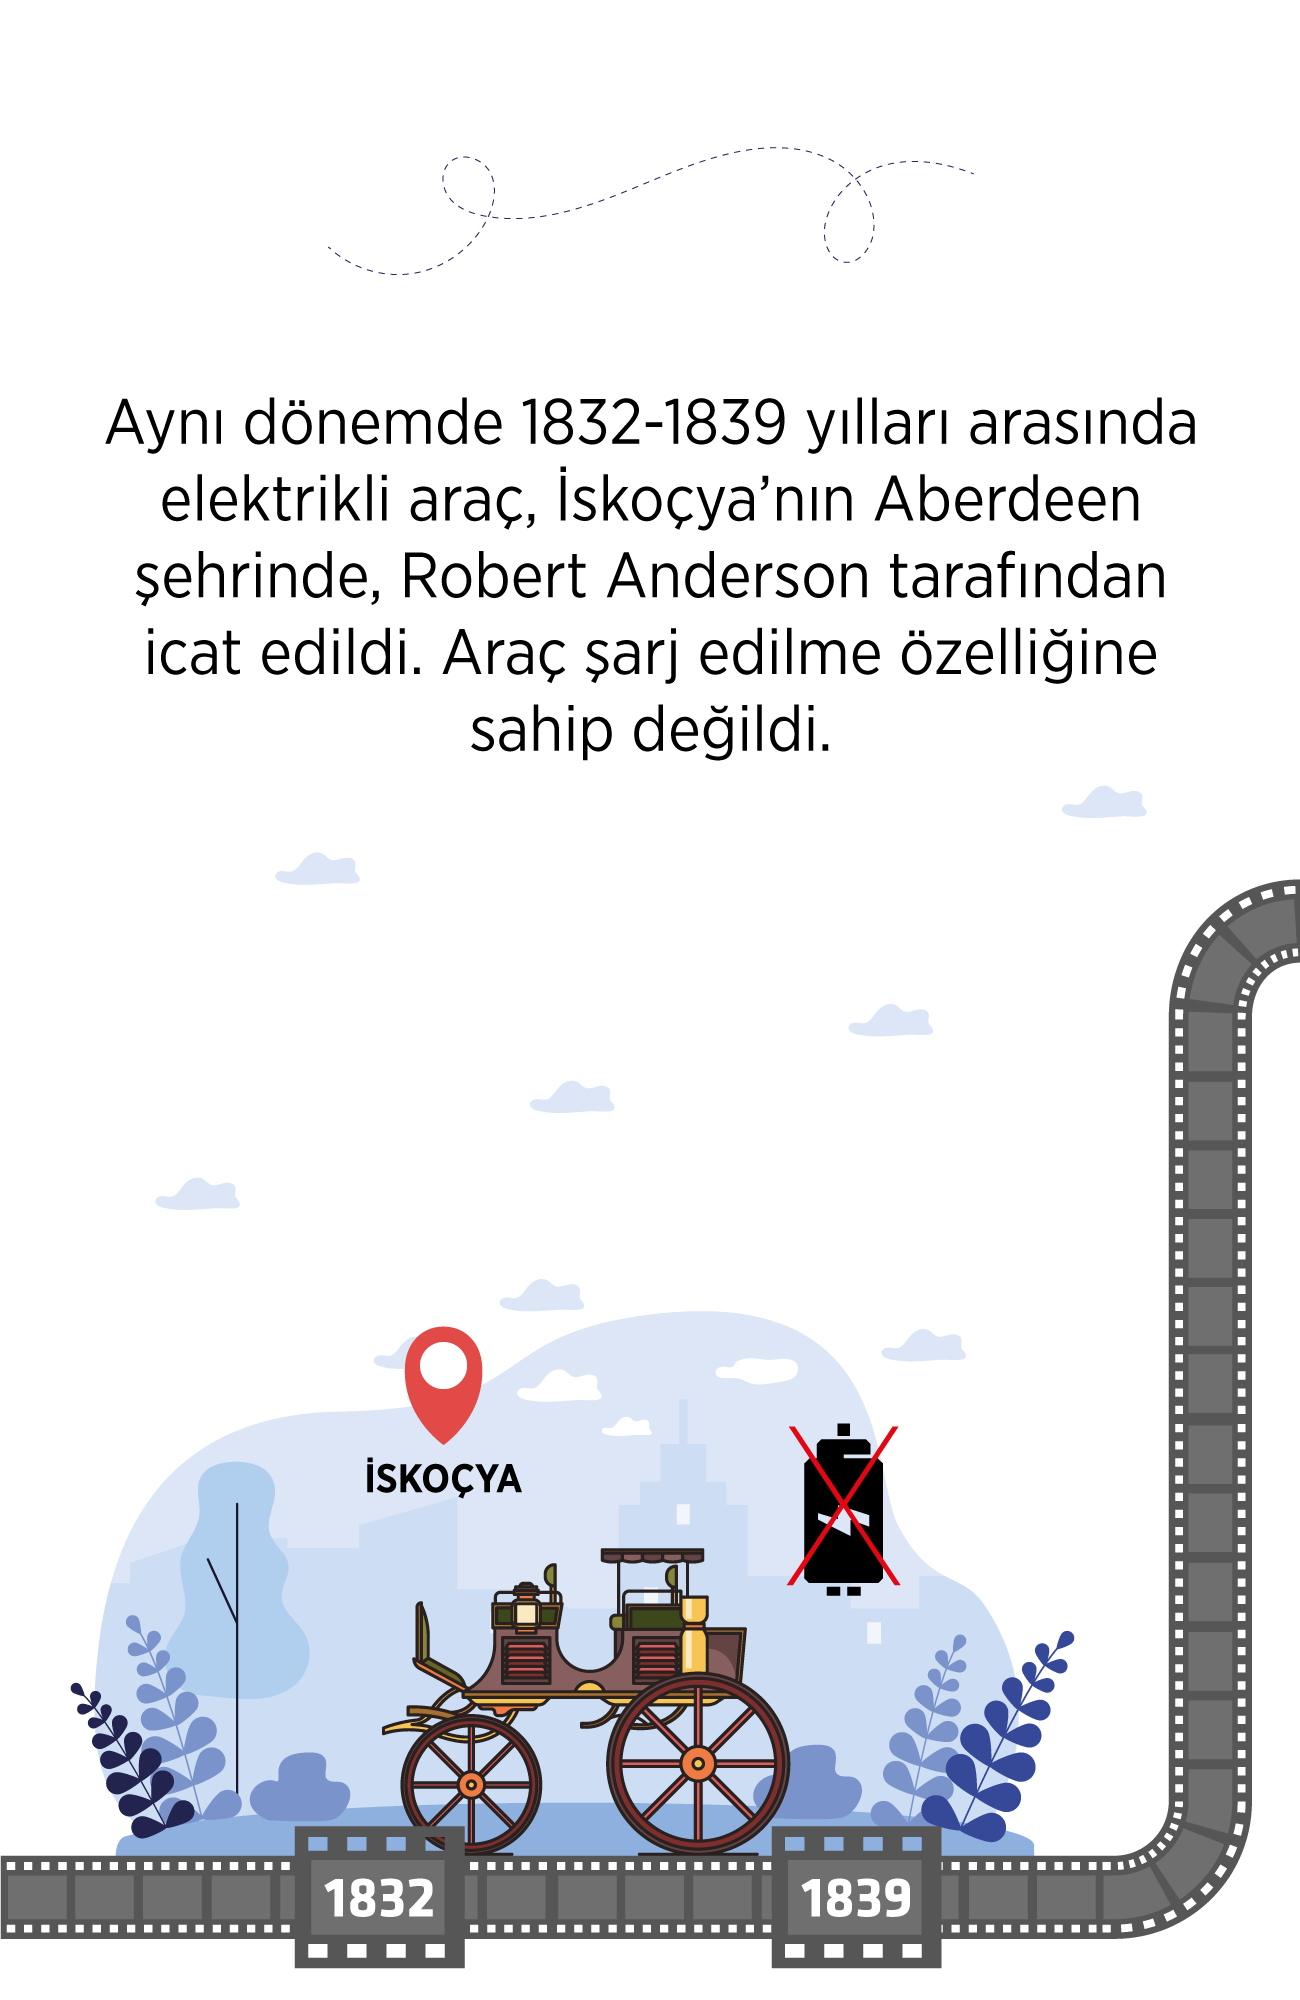 Aynı dönemde 1832-1839 yılları arasında
elektrikli araç, İskoçya’nın Aberdeen
şehrinde, Robert Anderson tarafından
icat edildi. Araç şarj edilme özelliğine
sahip değildi.
İSKOÇYA
1832
1839